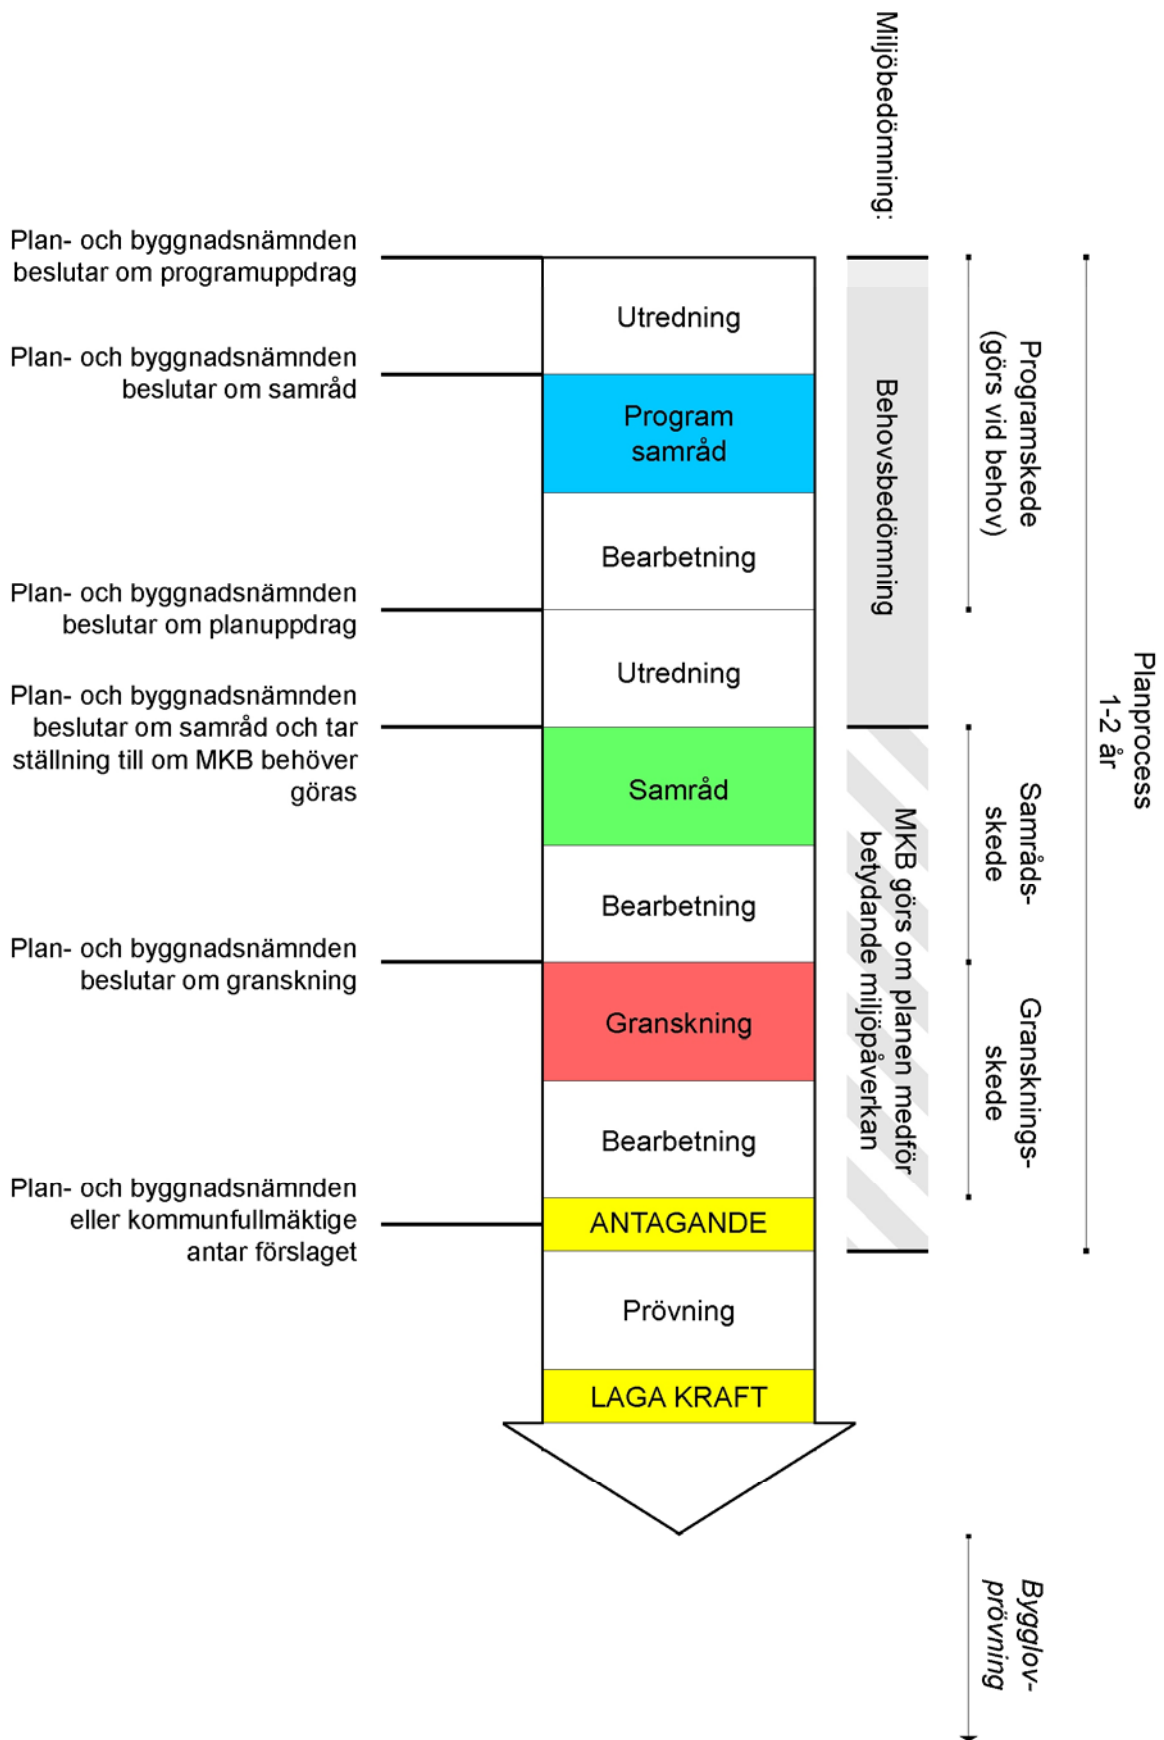 Miljöbedömning:
Plan- och byggnadsnämnden
beslutar om programuppdrag
Plan- och byggnadsnämnden
beslutar om samråd
Plan- och byggnadsnämnden
beslutar om planuppdrag
Plan- och byggnadsnämnden
beslutar om samråd och tar
ställning till om MKB behöver
göras
Plan- och byggnadsnämnden
beslutar om granskning
Plan- och byggnadsnämnden
eller kommunfullmäktige
antar förslaget
Utredning
Program
samråd
Bearbetning
Utredning
Samråd
Bearbetning
Granskning
Bearbetning
ANTAGANDE
Prövning
LAGA KRAFT
Behovsbedömning
MKB görs om planen medför
betydande miljöpåverkan
Programskede
(görs vid behov)
Samråds-
skede
Gransknings-
skede
Bygglov-
prövning
Planprocess
1-2 år